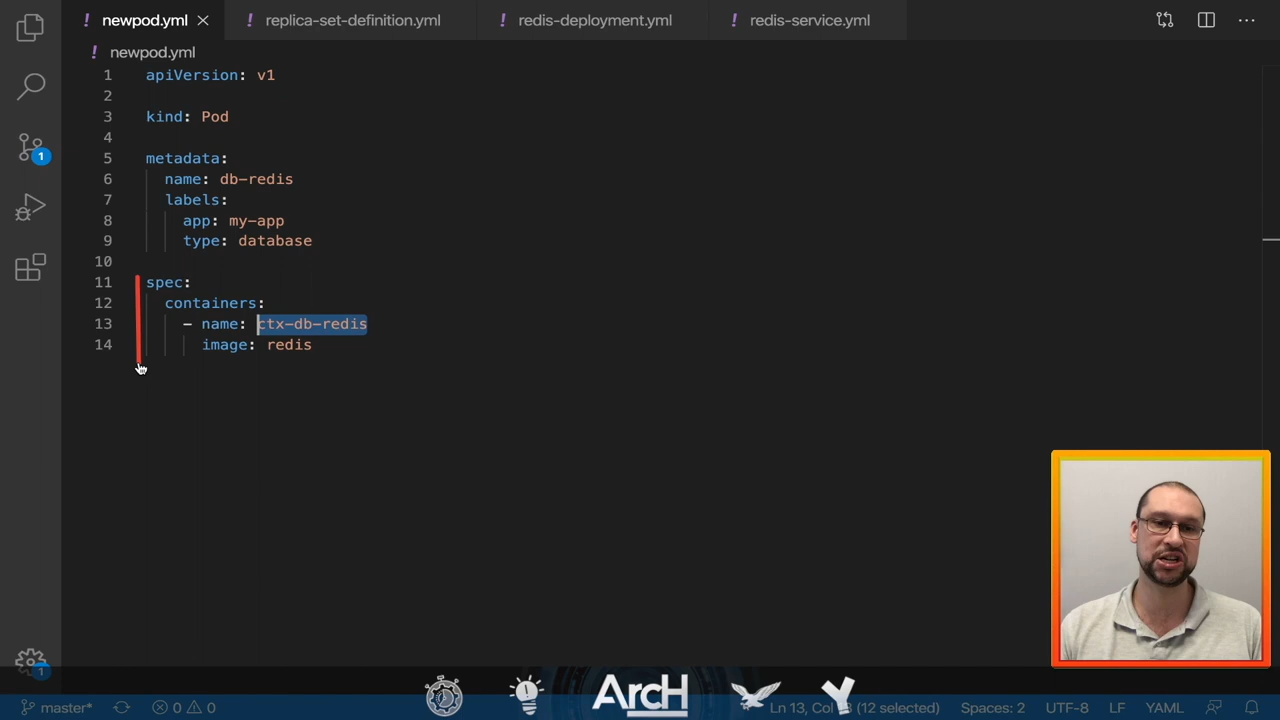 ! newpod.yml ×
! replica-set-definition.yml
! redis-deployment.yml
! redis-service.yml
! newpod.yml
1 apiVersion: v1
2
3 kind: Pod
4
5 metadata:
6 name: db-redis
7 labels:
8 app: my-app
9 type: database
10
11 spec:
12 containers:
13 - name: ctx-db-redis
14 image: redis
1
1
ArcH
master* 0 0 Ln 13, Col (12 selected) Spaces: 2 UTF-8 LF YAML